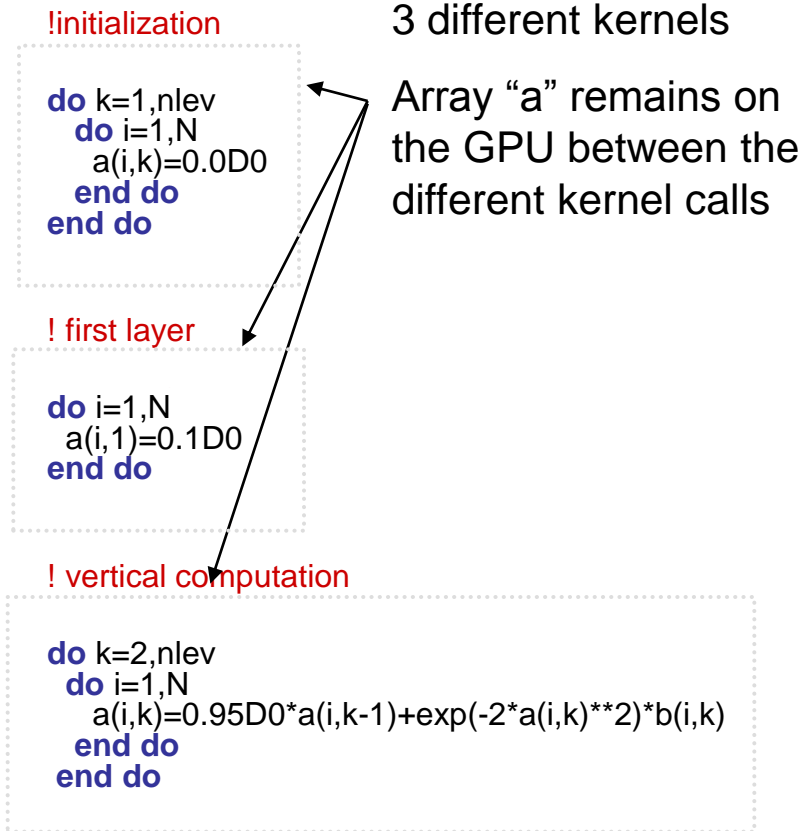 !initialization
do k=1,nlev
do i=1,N
a(i,k)=0.0D0
end do
end do
! first layer
do i=1,N
a(i,1)=0.1D0
end do
! vertical computation
do k=2,nlev
do i=1,N
a(i,k)=0.95D0*a(i,k-1)+exp(-2*a(i,k)**2)*b(i,k)
end do
end do
3 different kernels
Array “a” remains on
the GPU between the
different kernel calls